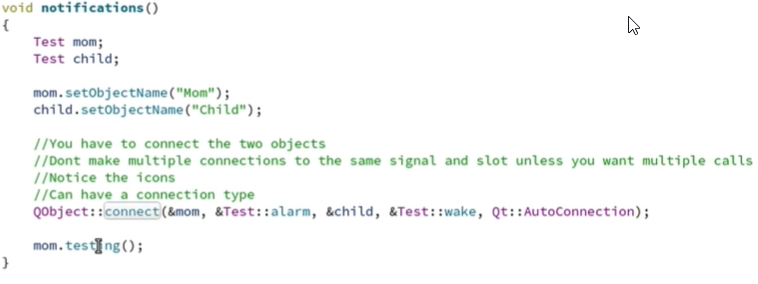 void notifications()
{
    Test mom;
    Test child;

    mom.setObjectName("Mom");
    child.setObjectName("Child");

    //You have to connect the two objects
    //Dont make multiple connections to the same signal and slot unless you want multiple calls
    //Notice the icons
    //Can have a connection type
    QObject::connect(&mom, &Test::alarm, &child, &Test::wake, Qt::AutoConnection);

    mom.testing();
}